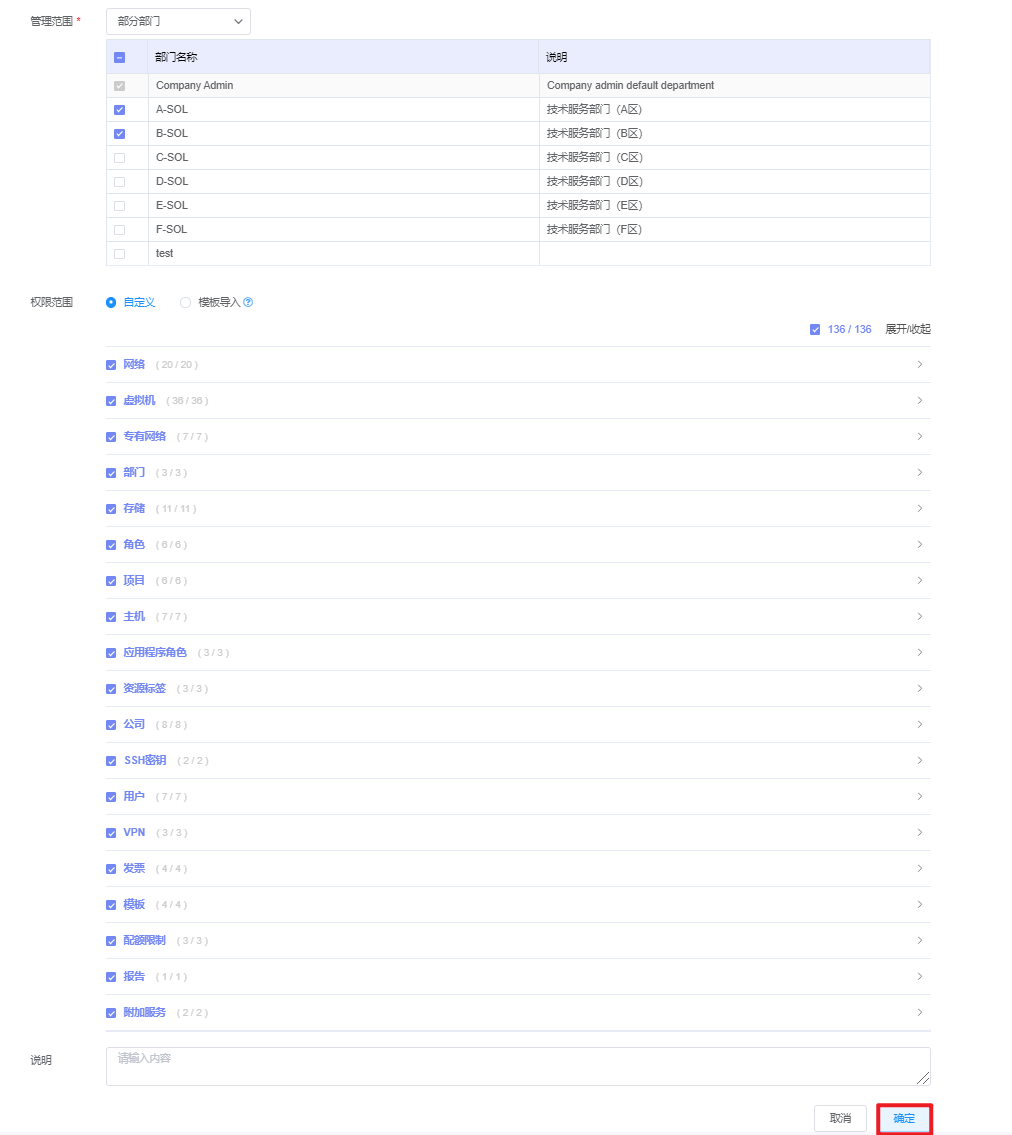 管理范围 * 部分部门
部门名称 说明
Company Admin Company admin default department
A-SOL 技术服务部门（A区）
B-SOL 技术服务部门（B区）
C-SOL 技术服务部门（C区）
D-SOL 技术服务部门（D区）
E-SOL 技术服务部门（E区）
F-SOL 技术服务部门（F区）
test
权限范围 自定义 模板导入 ?
136 / 136 展开/收起
网络 ( 20 / 20 )
虚拟机 ( 36 / 36 )
专有网络 ( 7 / 7 )
部门 ( 3 / 3 )
存储 ( 11 / 11 )
角色 ( 6 / 6 )
项目 ( 6 / 6 )
主机 ( 7 / 7 )
应用程序角色 ( 3 / 3 )
资源标签 ( 3 / 3 )
公司 ( 8 / 8 )
SSH密钥 ( 2 / 2 )
用户 ( 7 / 7 )
VPN ( 3 / 3 )
发票 ( 4 / 4 )
模板 ( 4 / 4 )
配额限制 ( 3 / 3 )
报告 ( 1 / 1 )
附加服务 ( 2 / 2 )
说明 请输入内容
取消 确定